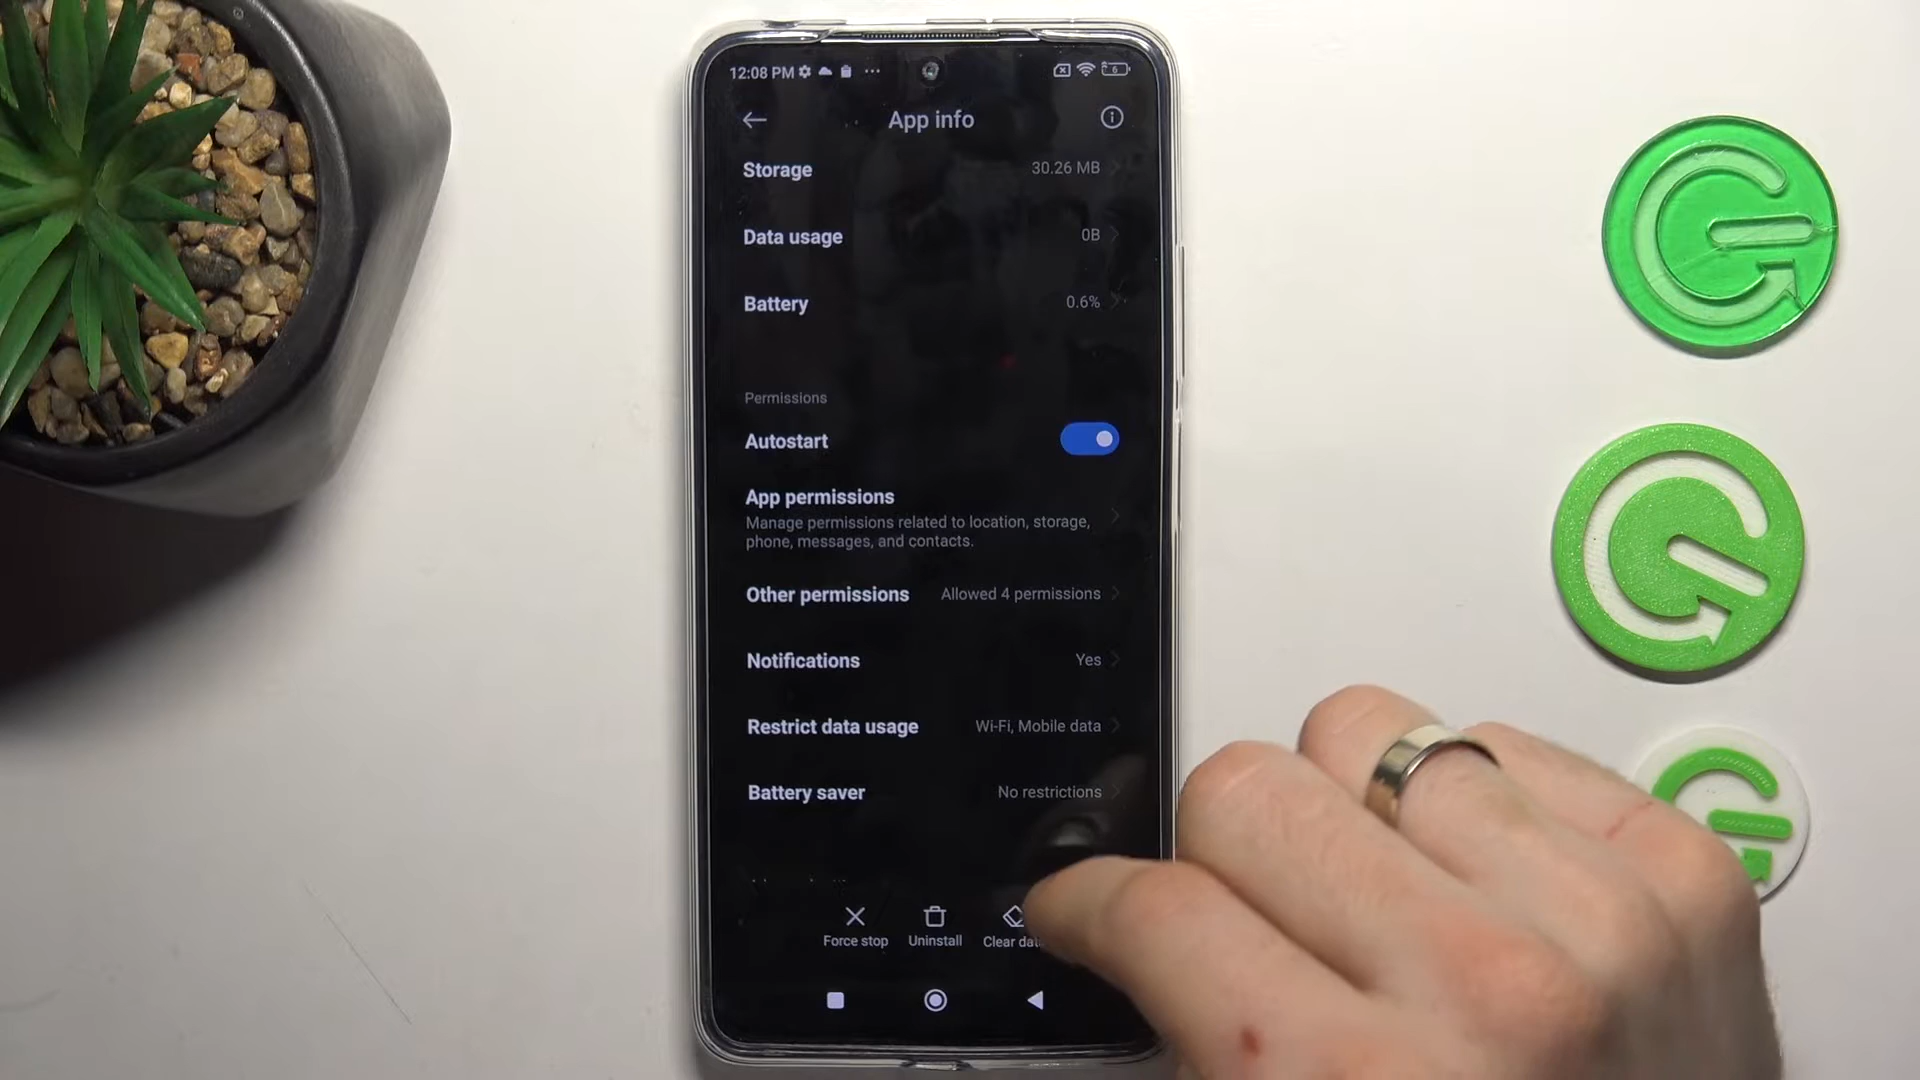 12:08 PM
6
App info
Storage 30.26 MB
Data usage 0B
Battery 0.6%
Permissions
Autostart
App permissions
Manage permissions related to location, storage,
phone, messages, and contacts.
Other permissions Allowed 4 permissions
Notifications Yes
Restrict data usage Wi-Fi, Mobile data
Battery saver No restrictions
Force stop Uninstall Clear data